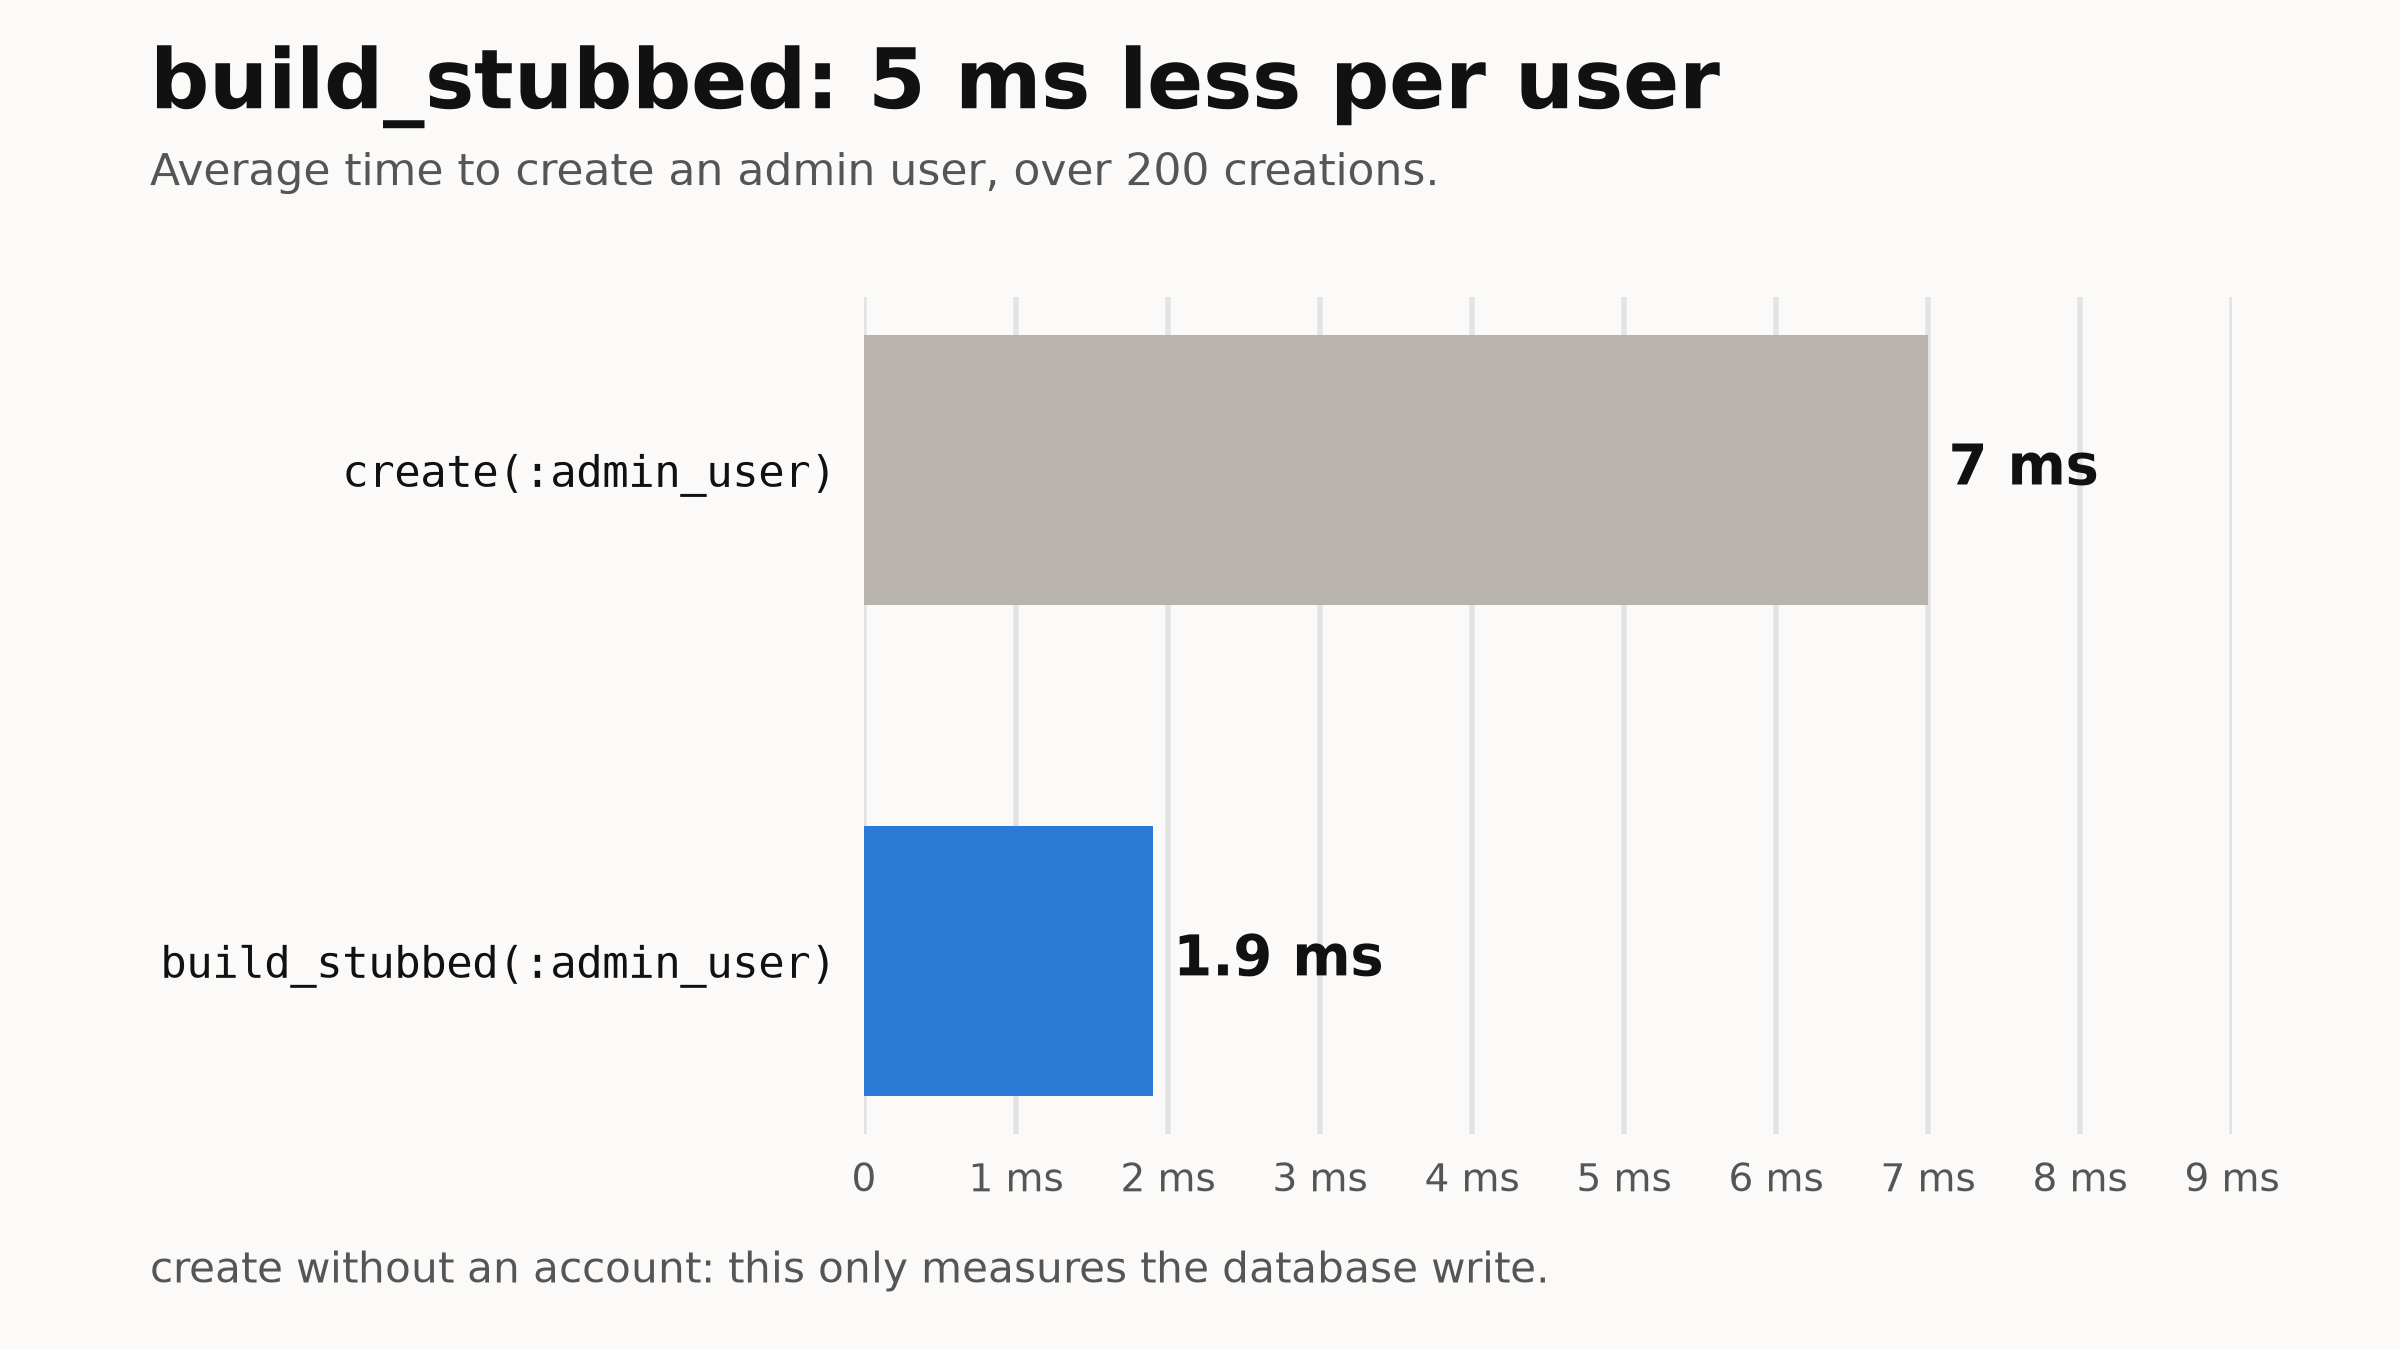 build_stubbed: 5 ms less per user
Average time to create an admin user, over 200 creations.
create(:admin_user)
7 ms
build_stubbed(:admin_user)
1.9 ms
0 1 ms 2 ms 3 ms 4 ms 5 ms 6 ms 7 ms 8 ms 9 ms
create without an account: this only measures the database write.